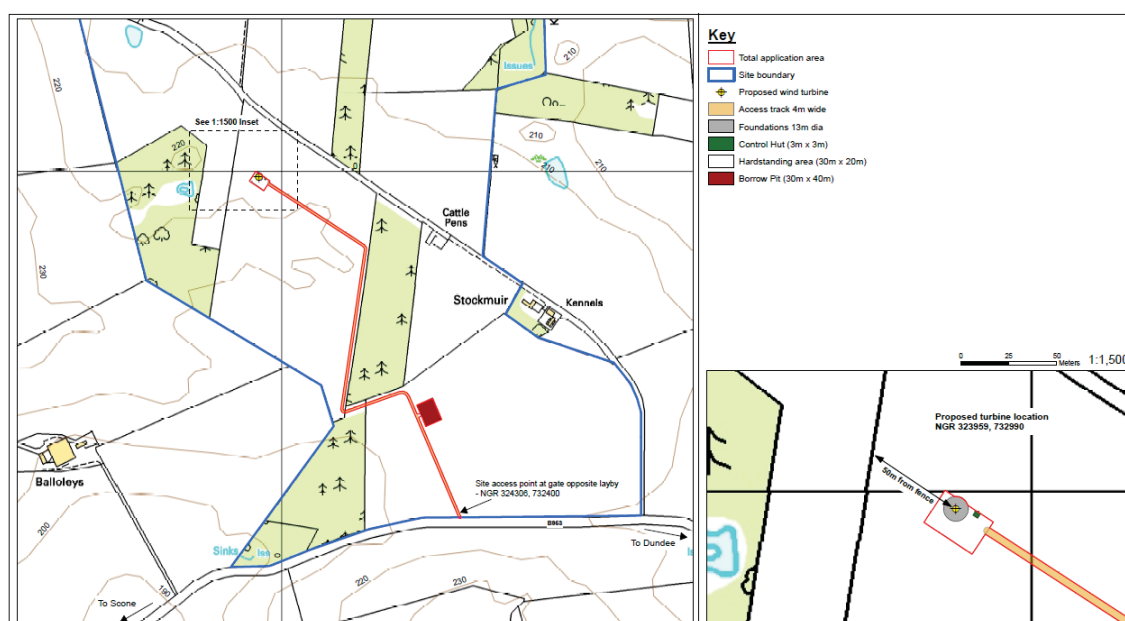 220
Issues
210
See 1:1500 Inset
220
210
210
230
Cattle
Pens
Stockmuir
Kennels
Balloleys
200
Site access point at gate opposite layby
- NGR 324306, 732400
To Dundee
Sinks
190
To Scone
220
230
Key
Total application area
Site boundary
Proposed wind turbine
Access track 4m wide
Foundations 13m dia
Control Hut (3m x 3m)
Hardstanding area (30m x 20m)
Borrow Pit (30m x 40m)
0 25 50
Meters
1:1,500
Proposed turbine location
NGR 323959, 732990
50m from fence